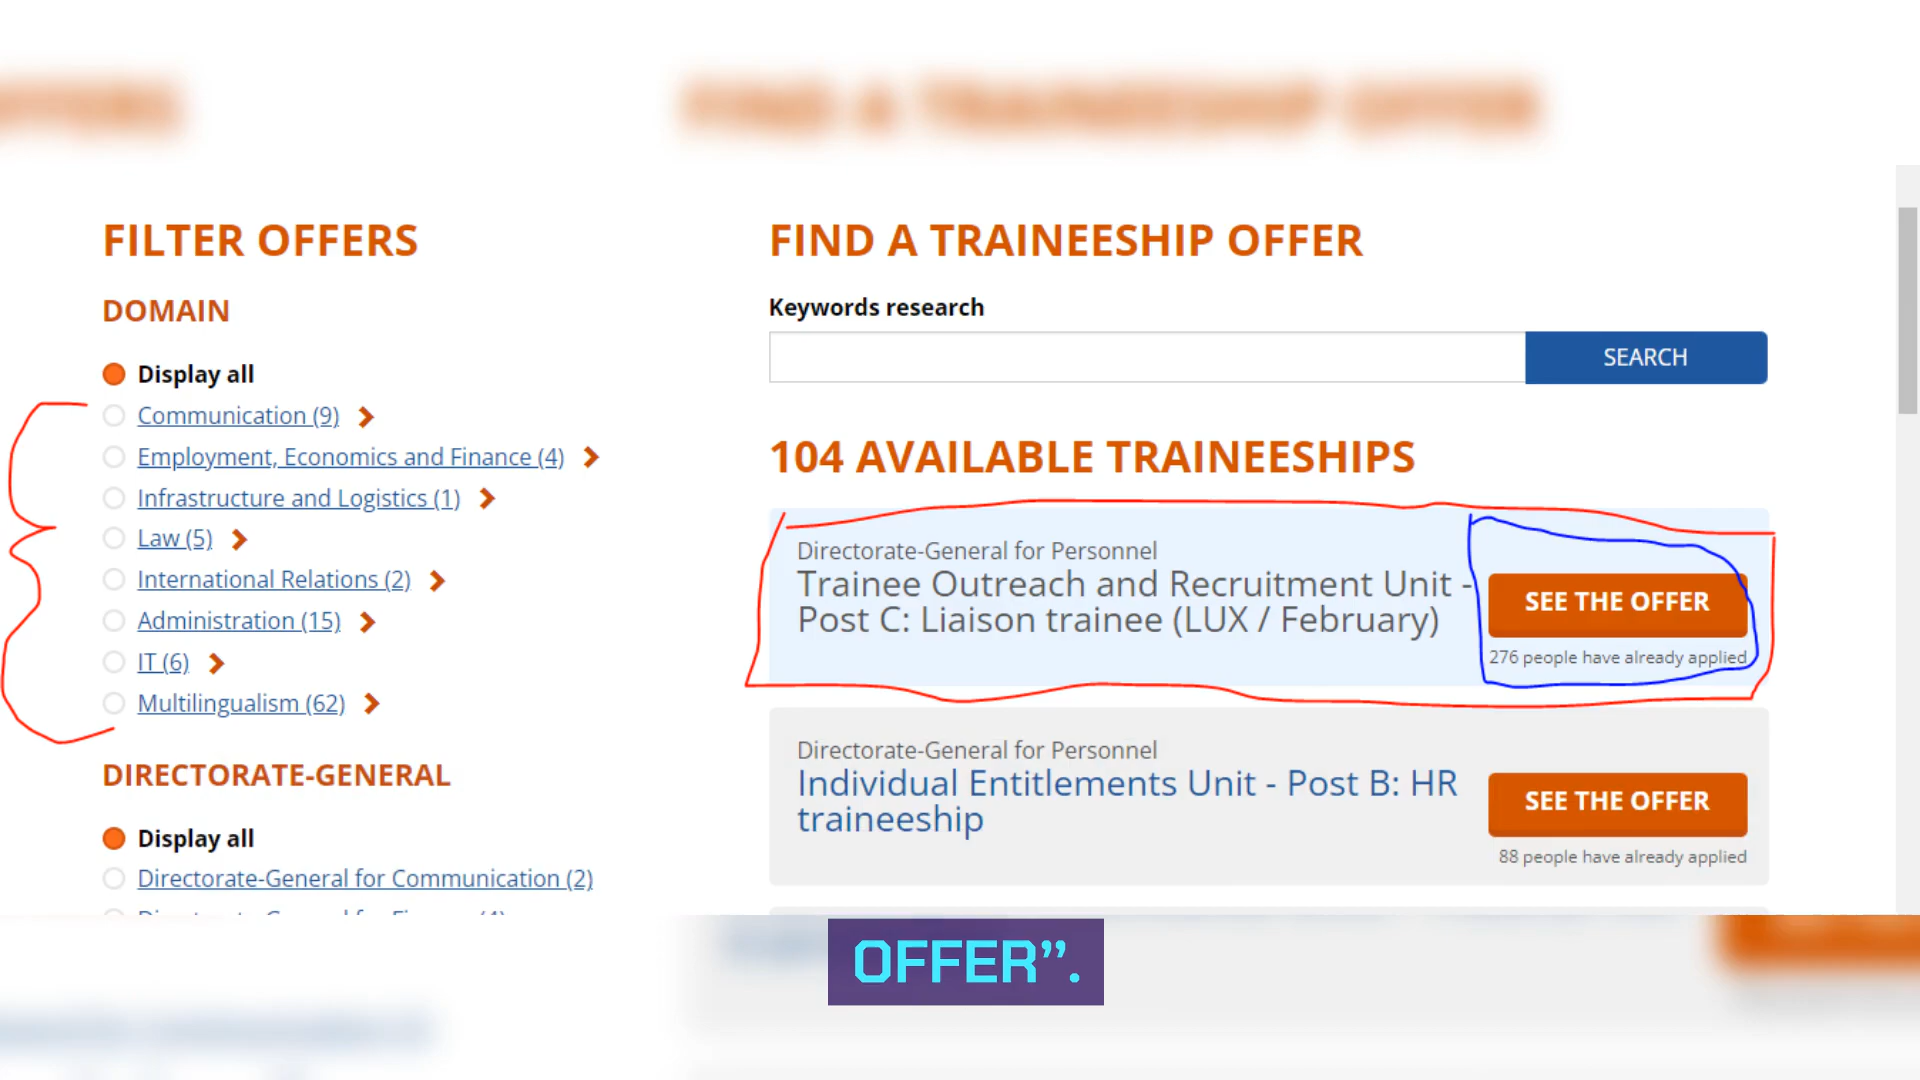 FIND A TRAINEESHIP OFFER
FILTER OFFERS
DOMAIN
Display all
Communication (9)
Employment, Economics and Finance (4)
Infrastructure and Logistics (1)
Law (5)
International Relations (2)
Administration (15)
IT (6)
Multilingualism (62)
DIRECTORATE-GENERAL
Display all
Directorate-General for Communication (2)
FIND A TRAINEESHIP OFFER
Keywords research
SEARCH
104 AVAILABLE TRAINEESHIPS
Directorate-General for Personnel
Trainee Outreach and Recruitment Unit -
Post C: Liaison trainee (LUX / February)
SEE THE OFFER
276 people have already applied
Directorate-General for Personnel
Individual Entitlements Unit - Post B: HR
traineeship
SEE THE OFFER
88 people have already applied
OFFER”.